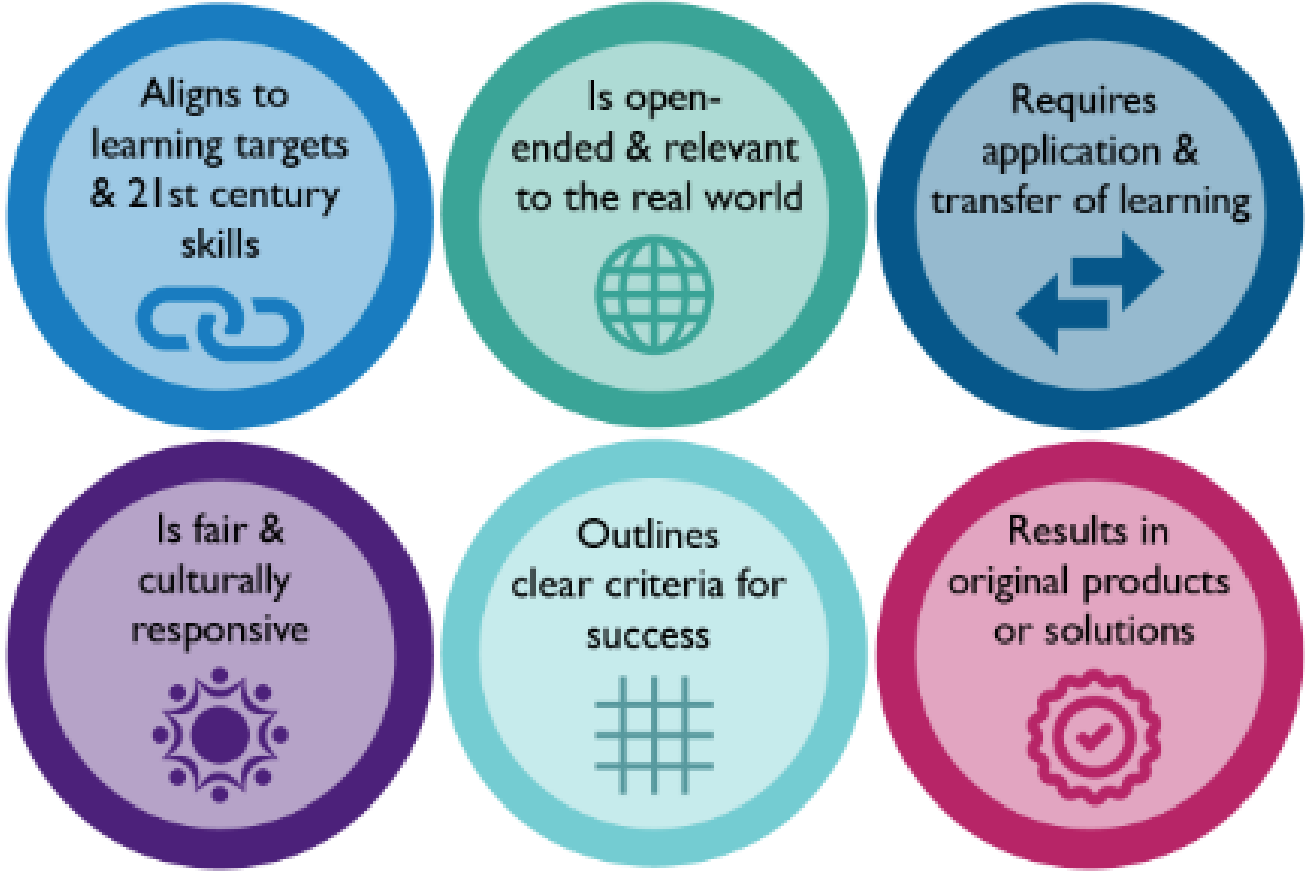 Aligns to
learning targets
& 21st century
skills
Is open-
ended & relevant
to the real world
Requires
application &
transfer of learning
Is fair &
culturally
responsive
Outlines
clear criteria for
success
Results in
original products
or solutions